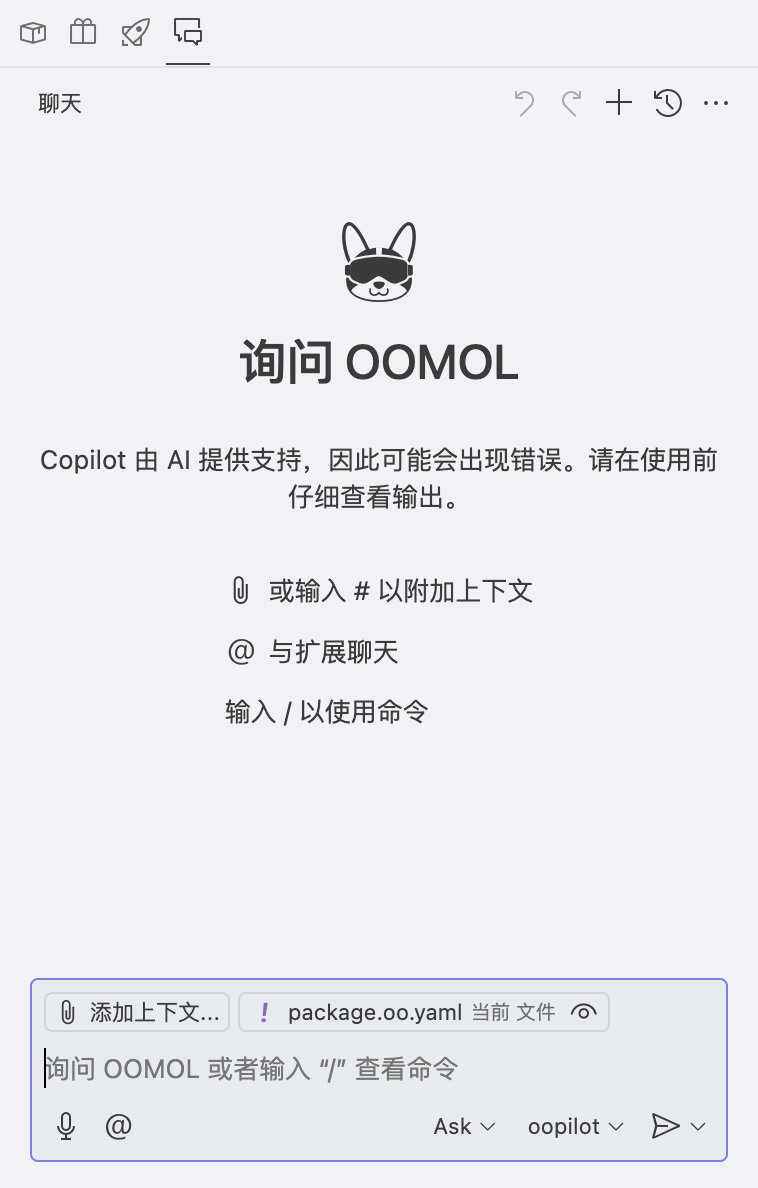 聊天
询问 OOMOL
Copilot 由 AI 提供支持，因此可能会出现错误。请在使用前
仔细查看输出。
或输入 # 以附加上下文
@ 与扩展聊天
输入 / 以使用命令
添加上下文... ! package.oo.yaml 当前 文件
询问 OOMOL 或者输入 “/” 查看命令
@ Ask oopilot